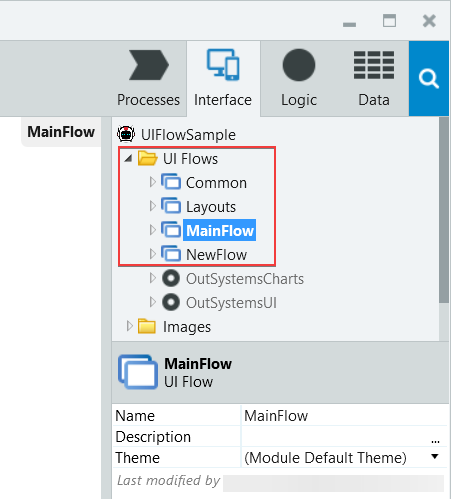 Processes Interface Logic Data
MainFlow
UIFlowSample
UI Flows
Common
Layouts
MainFlow
NewFlow
OutSystemsCharts
OutSystemsUI
Images
MainFlow
UI Flow
Name MainFlow
Description ...
Theme (Module Default Theme)
Last modified by